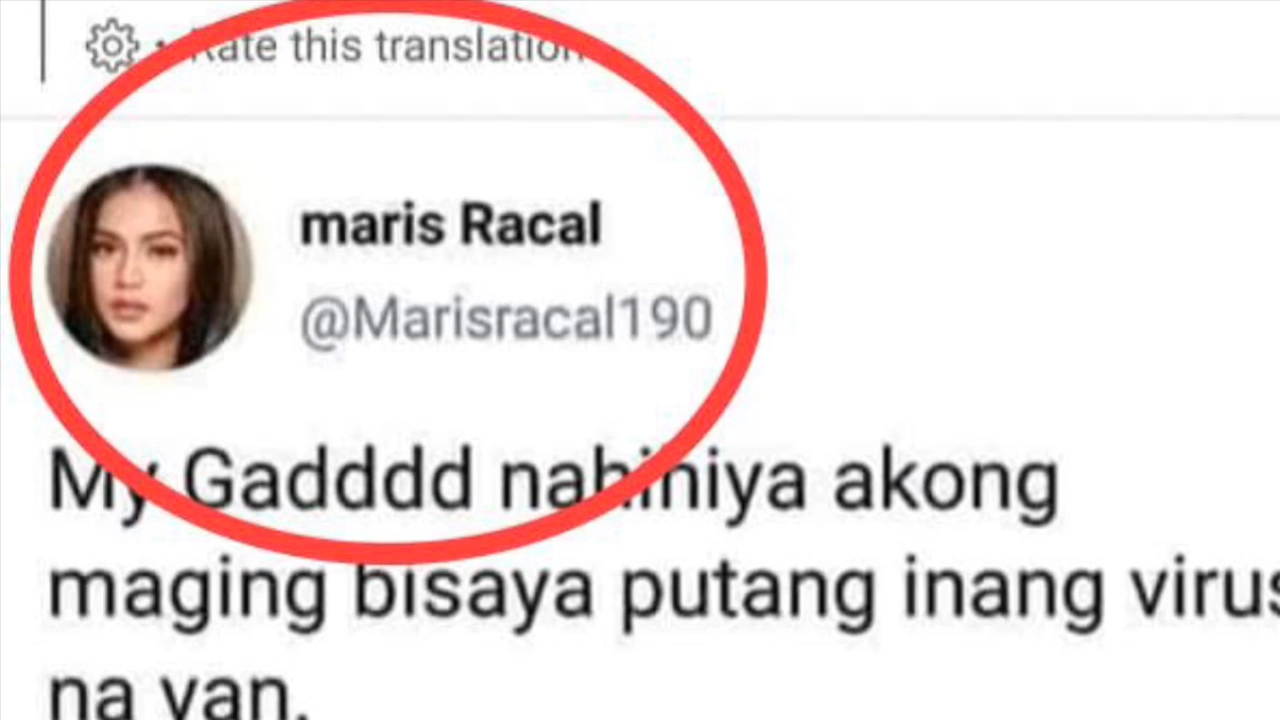 Rate this translation
maris Racal
@Marisracal190
My Gadddd nahihiya akong
maging bisaya putang inang virus
na yan.